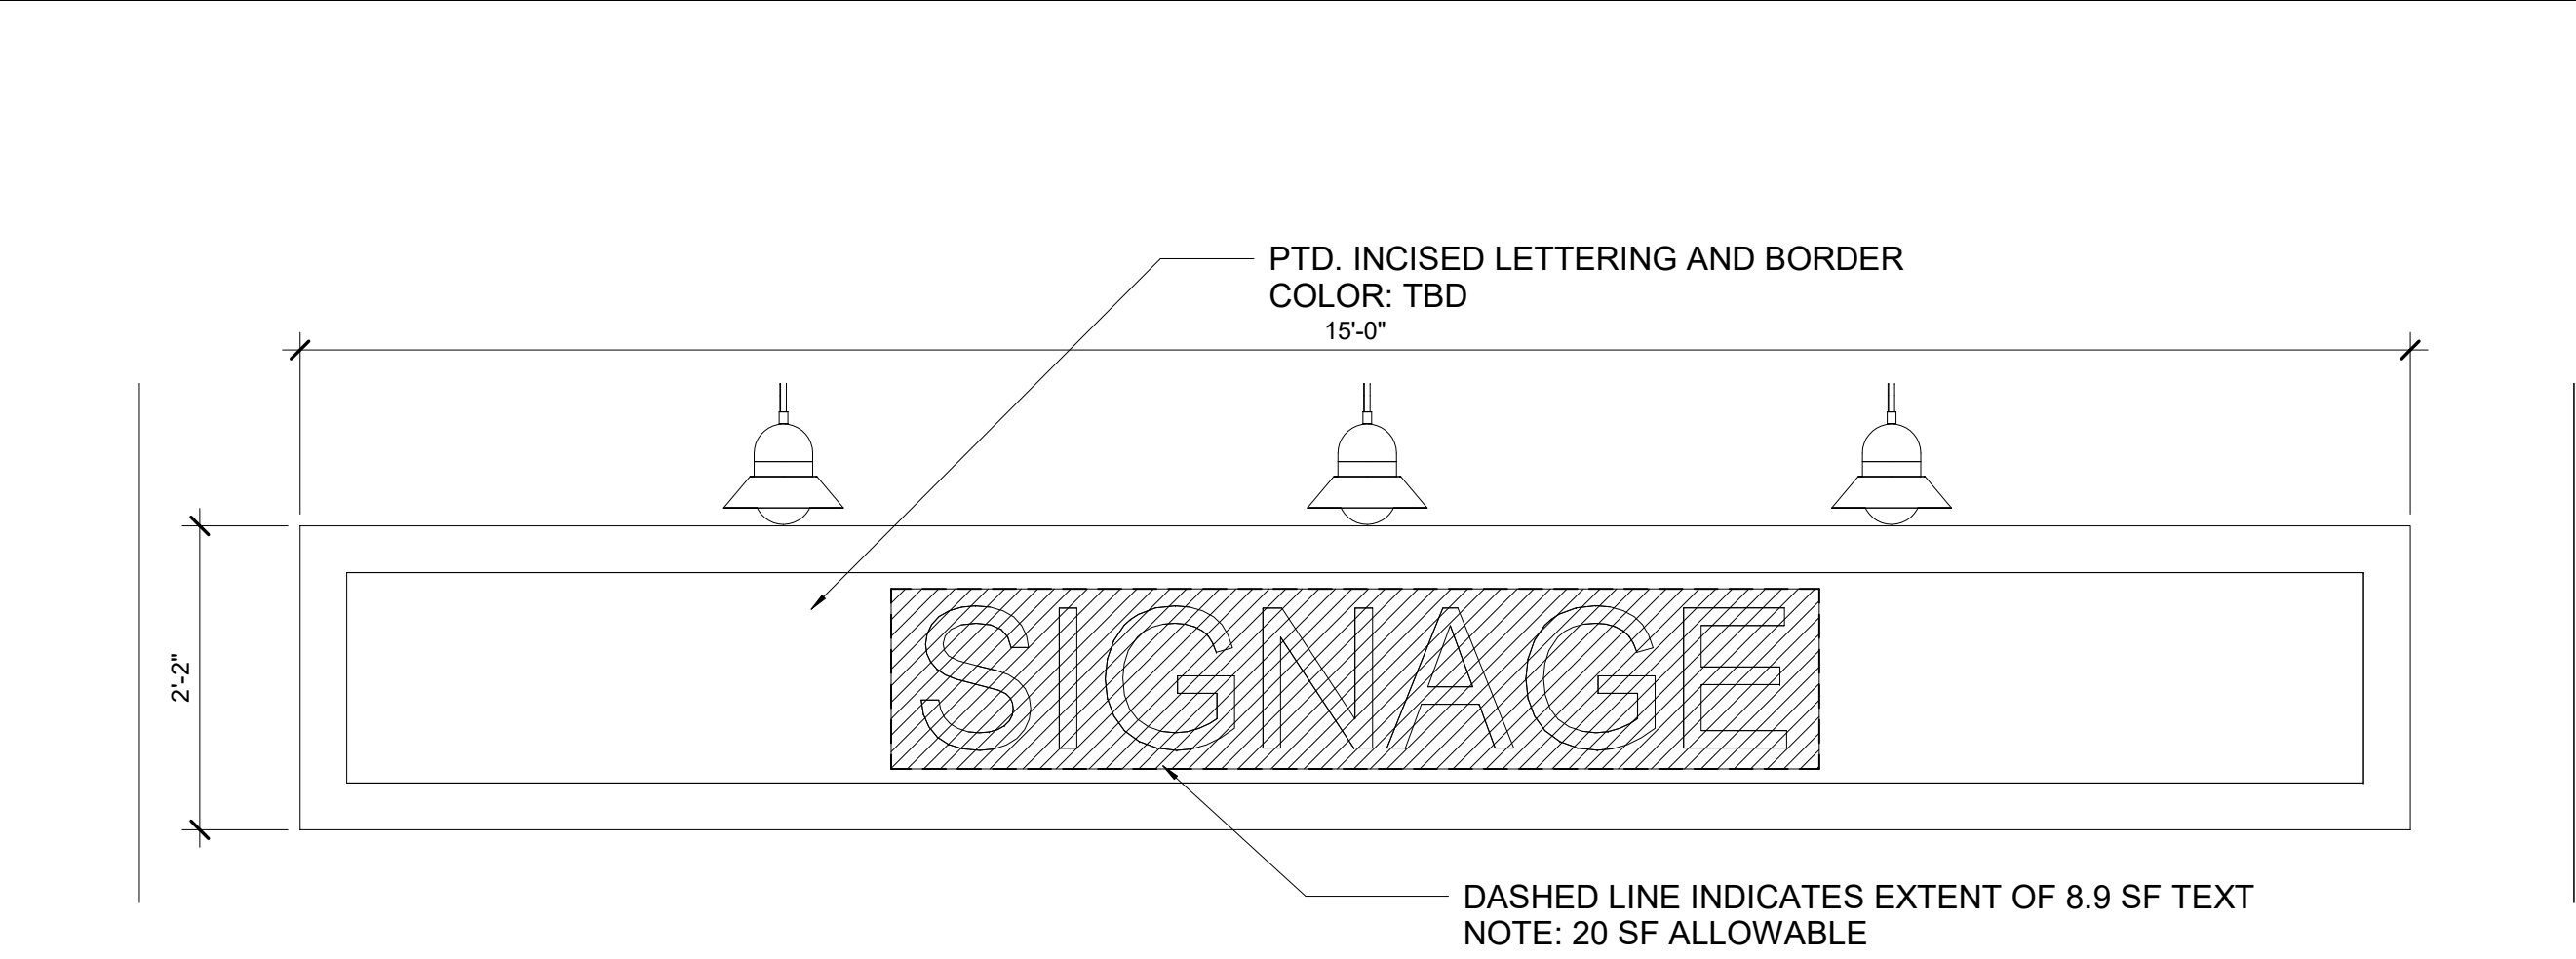 PTD. INCISED LETTERING AND BORDER
COLOR: TBD
15'-0"
2'-2"
SIGNAGE
DASHED LINE INDICATES EXTENT OF 8.9 SF TEXT
NOTE: 20 SF ALLOWABLE